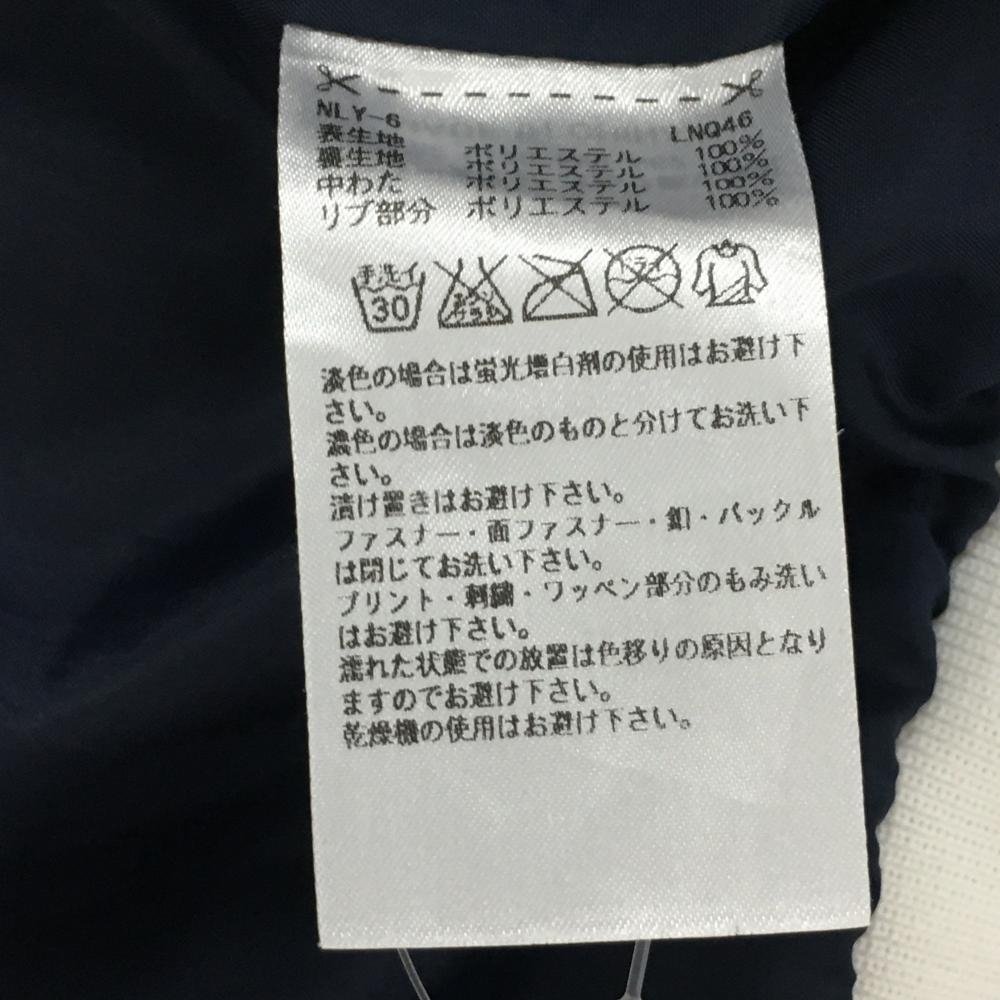 NLY-6 LNQ46
表生地 ポリエステル 100%
裏生地 ポリエステル 100%
中わた ポリエステル 100%
リブ部分 ポリエステル 100%
手洗イ
30
エンソサラシ
ドライ
淡色の場合は蛍光増白剤の使用はお避け下
さい。
濃色の場合は淡色のものと分けてお洗い下
さい。
漬け置きはお避け下さい。
ファスナー・面ファスナー・釦・バックル
は閉じてお洗い下さい。
プリント・刺繍・ワッペン部分のもみ洗い
はお避け下さい。
濡れた状態での放置は色移りの原因となり
ますのでお避け下さい。
乾燥機の使用はお避け下さい。